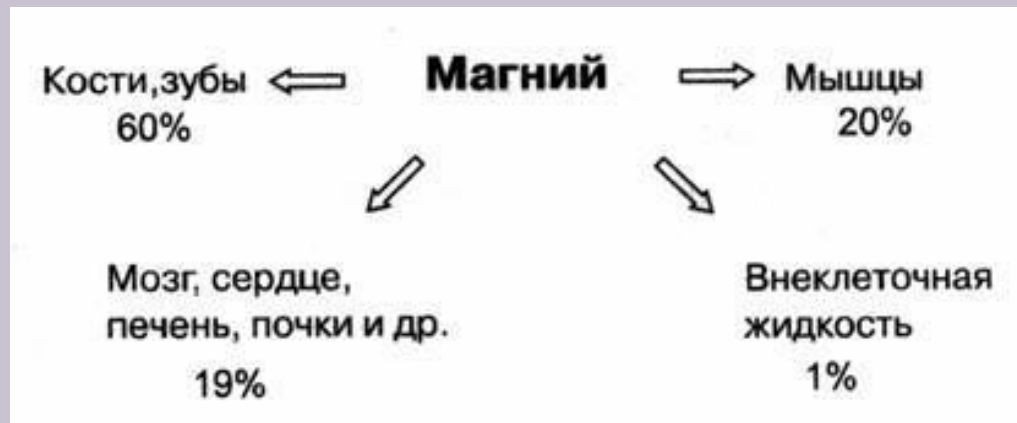 Магний
Кости,зубы
60%
Мышцы
20%
Мозг, сердце,
печень, почки и др.
19%
Внеклеточная
жидкость
1%